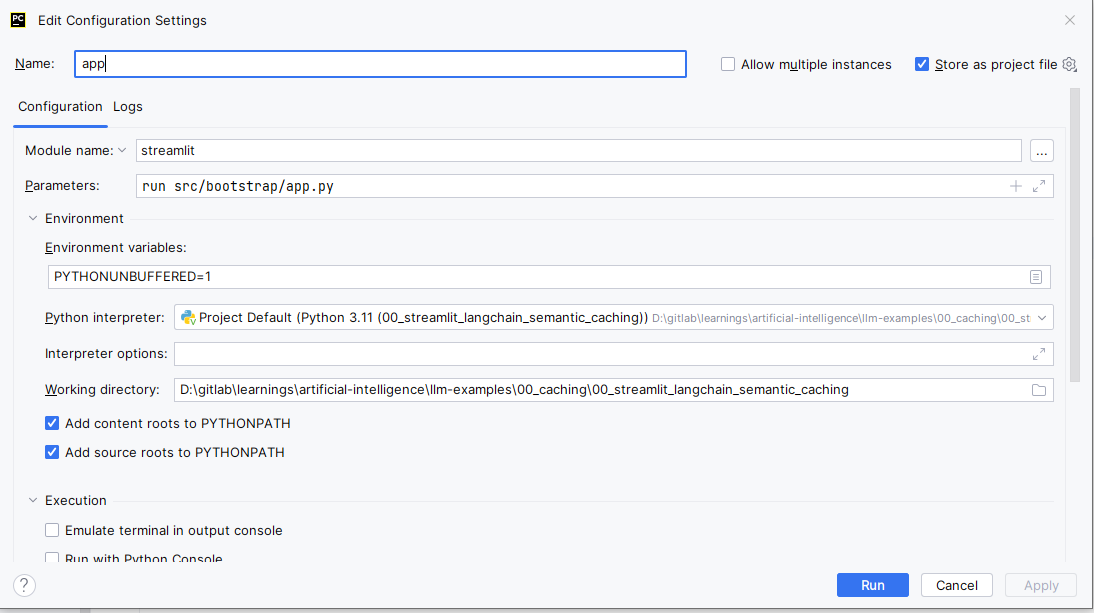 PC Edit Configuration Settings
Name: app Allow multiple instances Store as project file
Configuration Logs
Module name: streamlit ...
Parameters: run src/bootstrap/app.py
Environment
Environment variables:
PYTHONUNBUFFERED=1
Python interpreter: Project Default (Python 3.11 (00_streamlit_langchain_semantic_caching)) D:\gitlab\learnings\artificial-intelligence\llm-examples\00_caching\00_st
Interpreter options:
Working directory: D:\gitlab\learnings\artificial-intelligence\llm-examples\00_caching\00_streamlit_langchain_semantic_caching
Add content roots to PYTHONPATH
Add source roots to PYTHONPATH
Execution
Emulate terminal in output console
Run with Python Console
? Run Cancel Apply